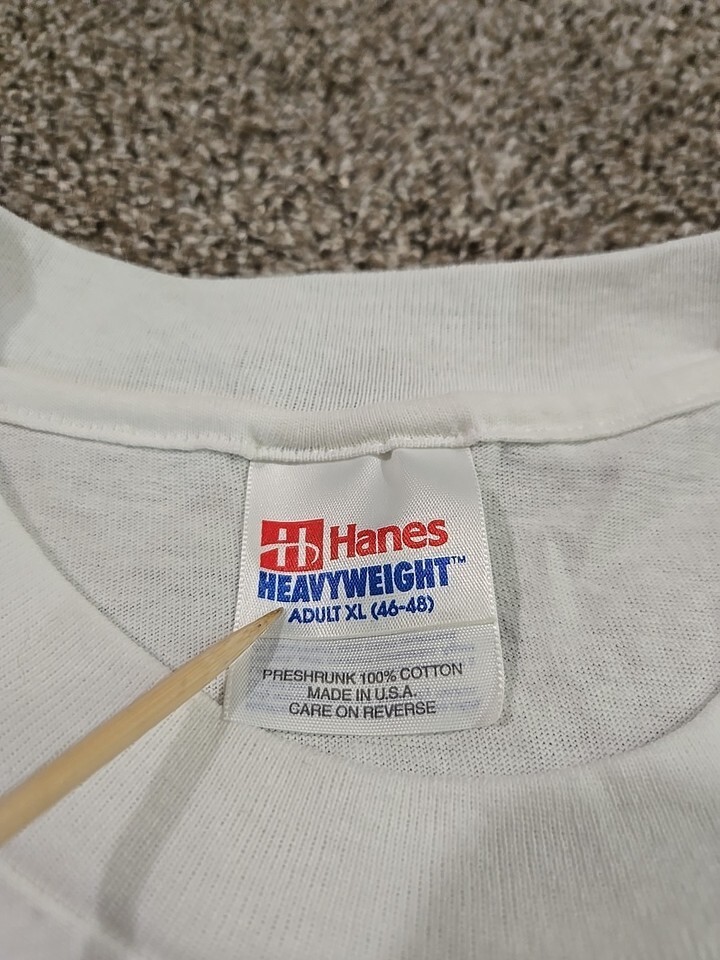 Hanes
HEAVYWEIGHT™
ADULT XL (46-48)
PRESHRUNK 100% COTTON
MADE IN U.S.A.
CARE ON REVERSE